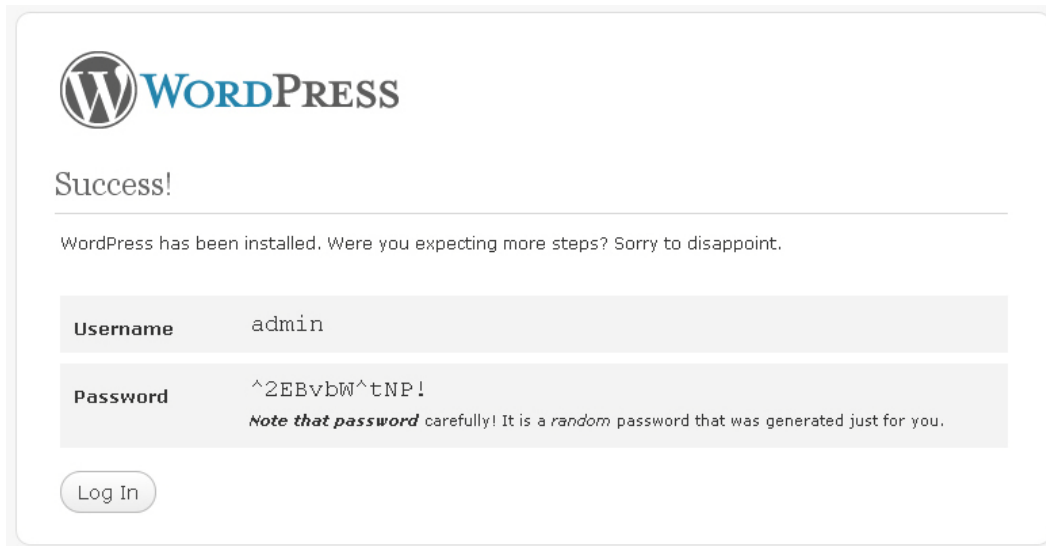 WORDPRESS
Success!
WordPress has been installed. Were you expecting more steps? Sorry to disappoint.
Username admin
Password ^2EBvbW^tNP!
Note that password carefully! It is a random password that was generated just for you.
Log In